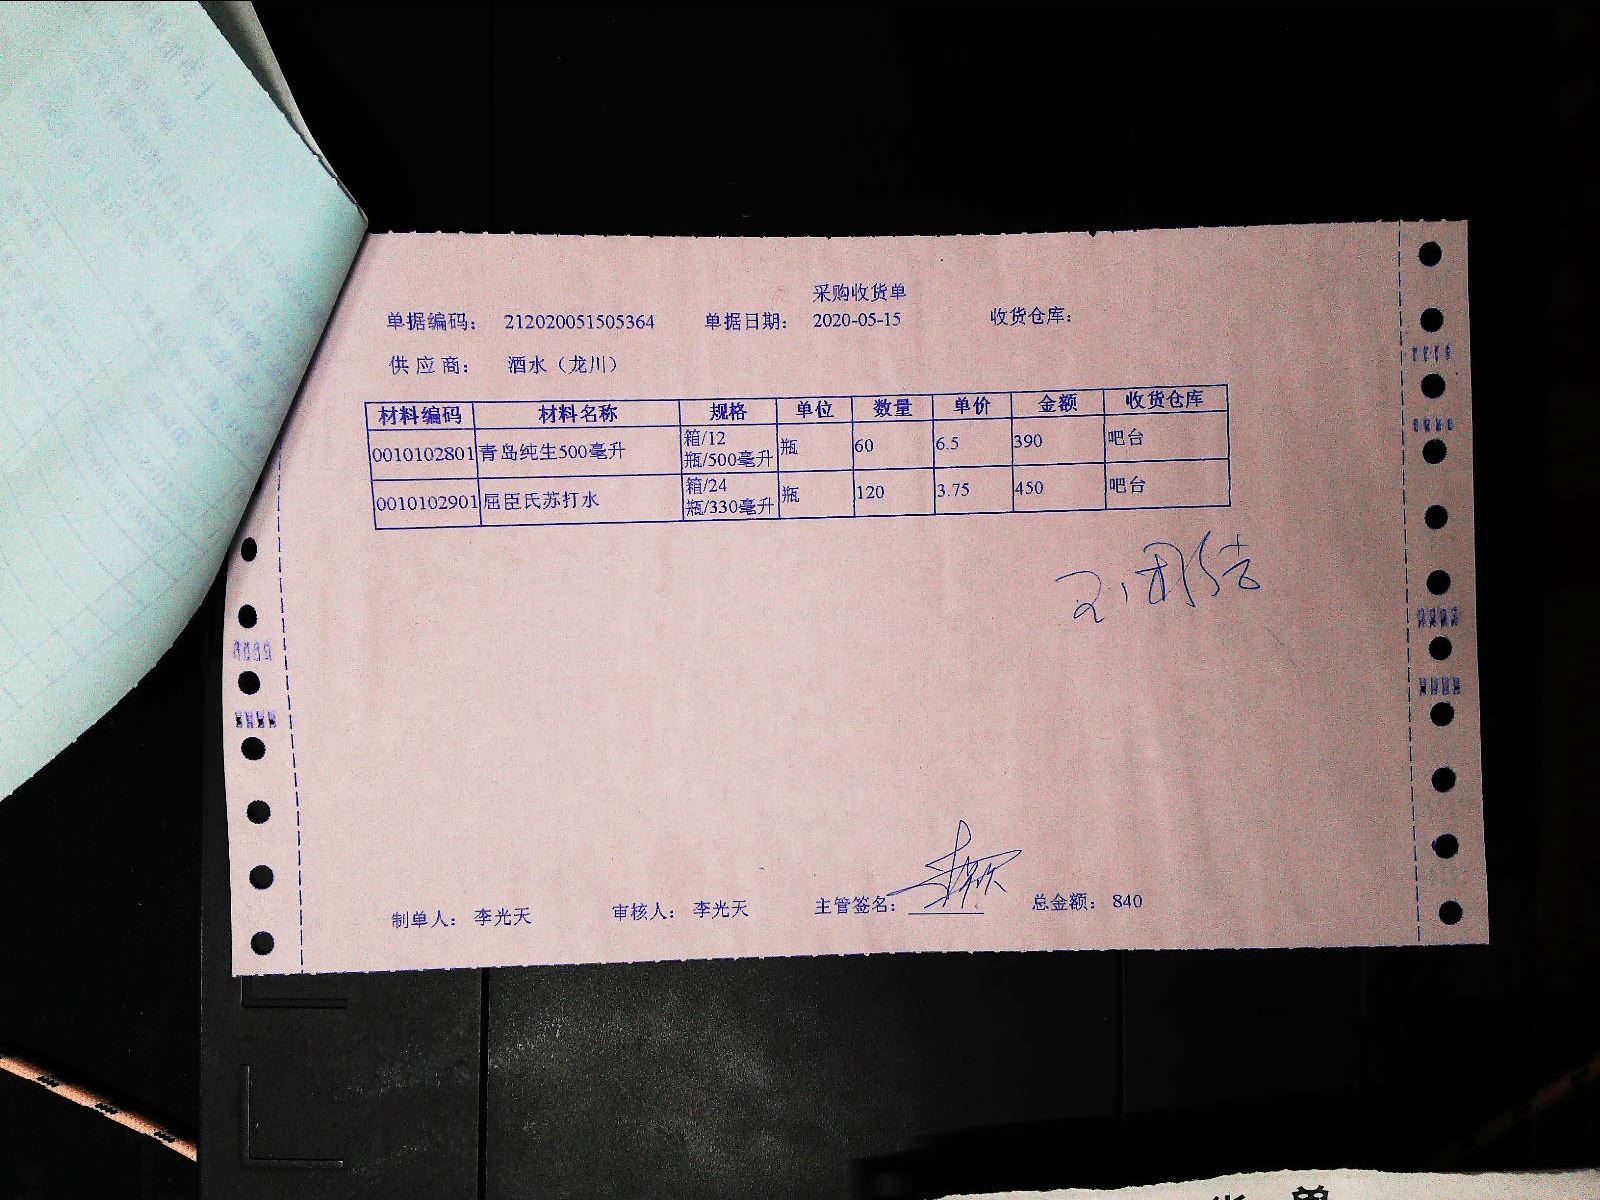 采购收货单
单据编码： 212020051505364 单据日期： 2020-05-15 收货仓库：
供 应 商： 酒水（龙川）
材料编码 材料名称 规格 单位 数量 单价 金额 收货仓库
0010102801 青岛纯生500毫升 箱/12瓶/500毫升 瓶 60 6.5 390 吧台
0010102901 屈臣氏苏打水 箱/24瓶/330毫升 瓶 120 3.75 450 吧台
制单人： 李光天 审核人： 李光天 主管签名： 总金额： 840